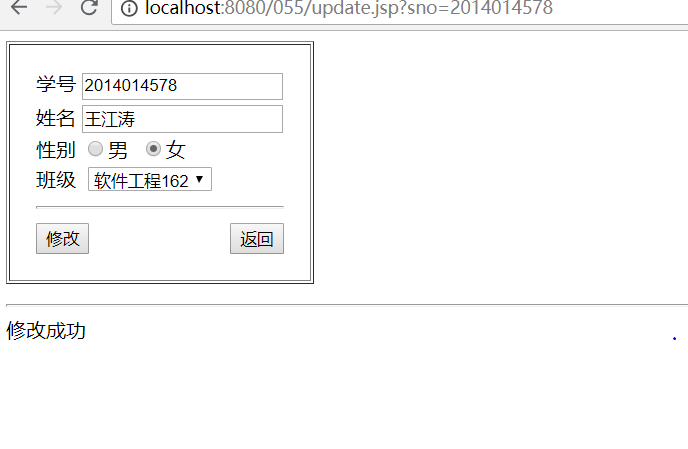 localhost:8080/055/update.jsp?sno=2014014578
学号 2014014578
姓名 王江涛
性别 男 女
班级 软件工程162
修改 返回
修改成功